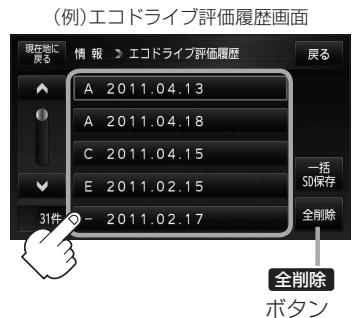 (例)エコドライブ評価履歴画面
現在地に
戻る
情 報 エコドライブ評価履歴
戻る
A 2011.04.13
A 2011.04.18
C 2011.04.15
E 2011.02.15
− 2011.02.17
31件
一括
SD保存
全削除
全削除
ボタン